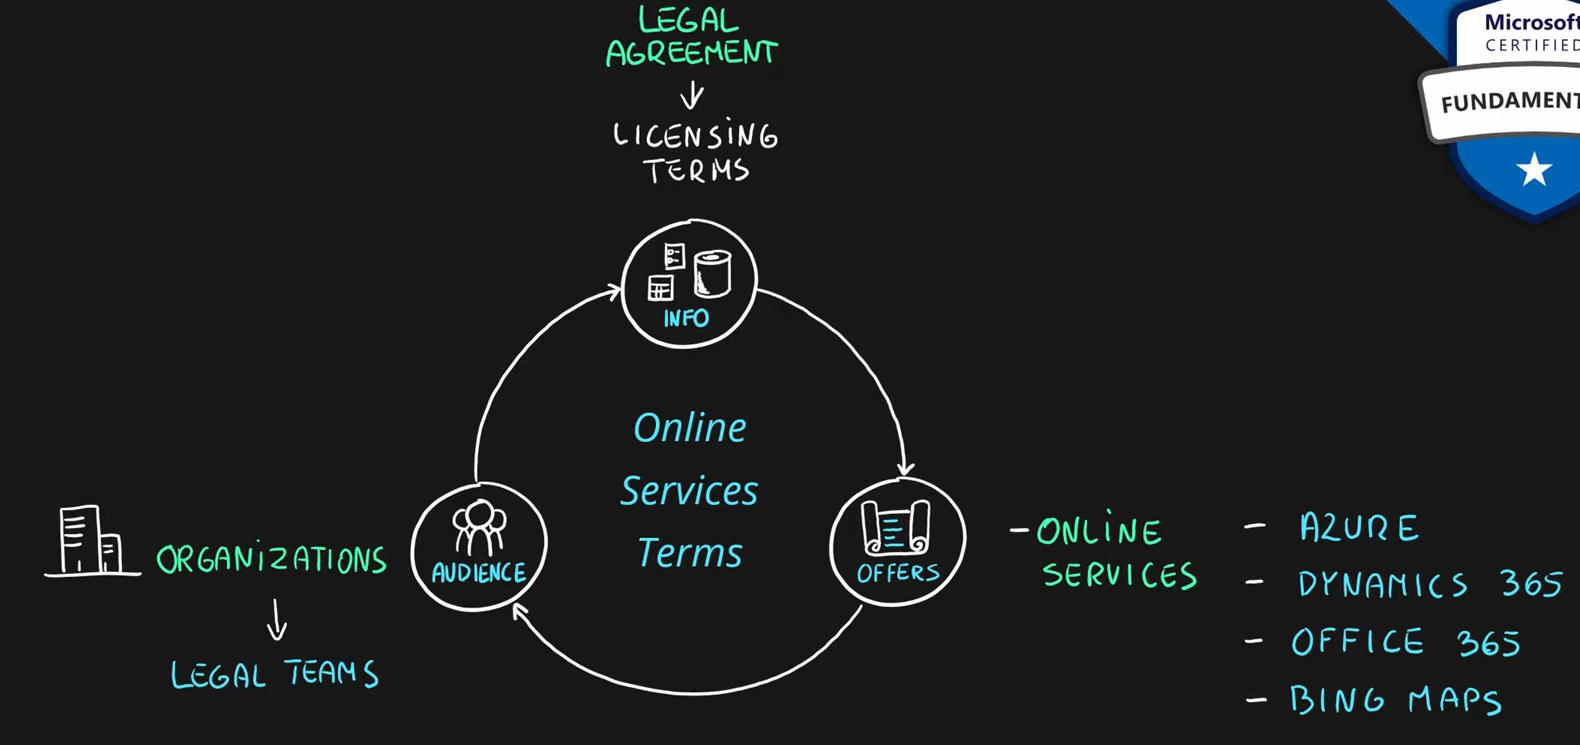 LEGAL
AGREEMENT
LICENSING
TERMS
Microsoft
CERTIFIED
FUNDAMENT
INFO
Online
Services
Terms
AUDIENCE
OFFERS
ORGANIZATIONS
LEGAL TEAMS
- ONLINE
SERVICES
- AZURE
- DYNAMICS 365
- OFFICE 365
- BING MAPS